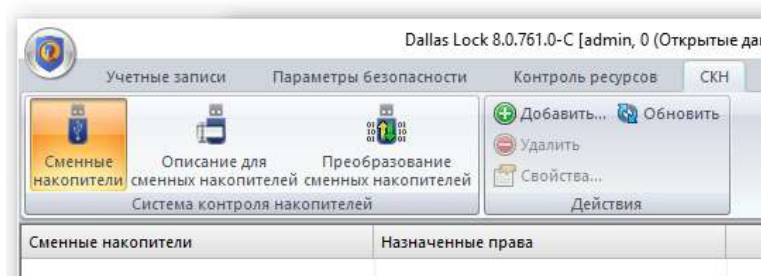 Dallas Lock 8.0.761.0-C [admin, 0 (Открытые да
Учетные записи Параметры безопасности Контроль ресурсов СКН
Сменные накопители Описание для сменных накопителей Преобразование сменных накопителей
Добавить... Обновить
Удалить
Свойства...
Система контроля накопителей Действия
Сменные накопители Назначенные права